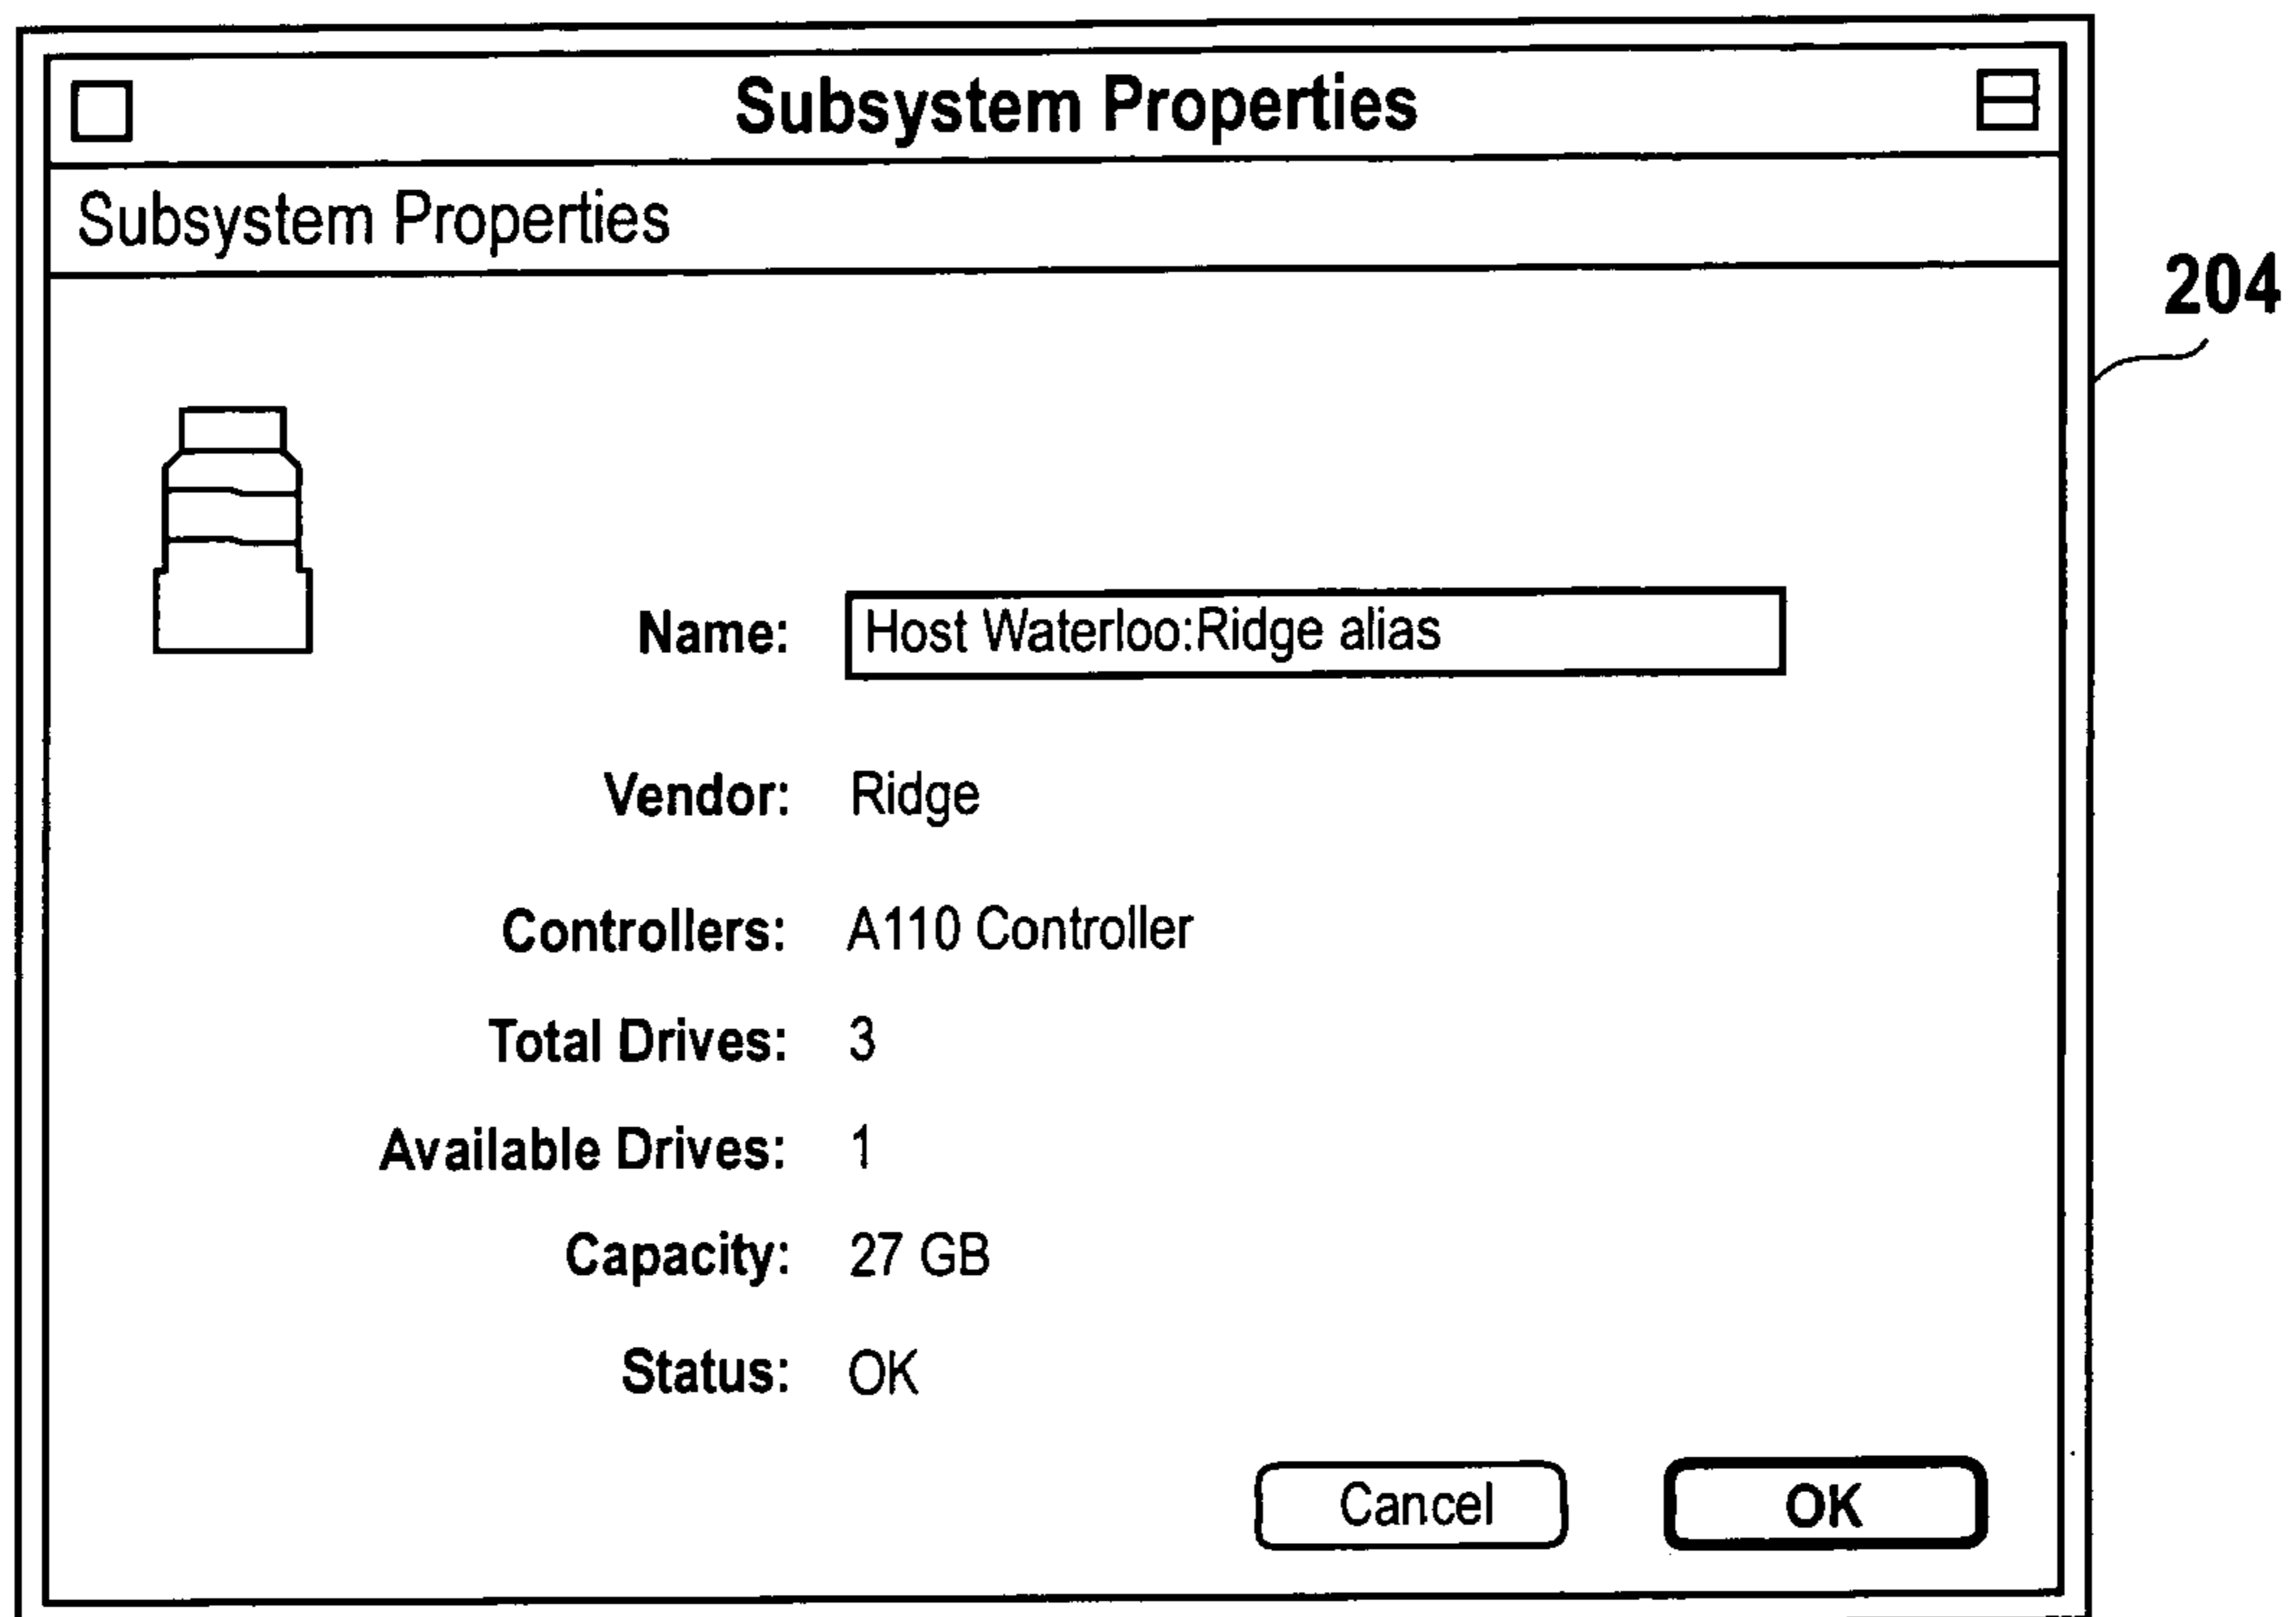 Subsystem Properties
Subsystem Properties
204
Name: Host Waterloo:Ridge alias
Vendor: Ridge
Controllers: A110 Controller
Total Drives: 3
Available Drives: 1
Capacity: 27 GB
Status: OK
Cancel OK